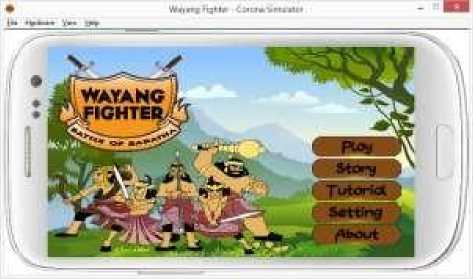 Wayang Fighter - Corona Simulator
File Hardware View Help
WAYANG
FIGHTER
BATTLE OF BARATHA
Play
Story
Tutorial
Setting
About